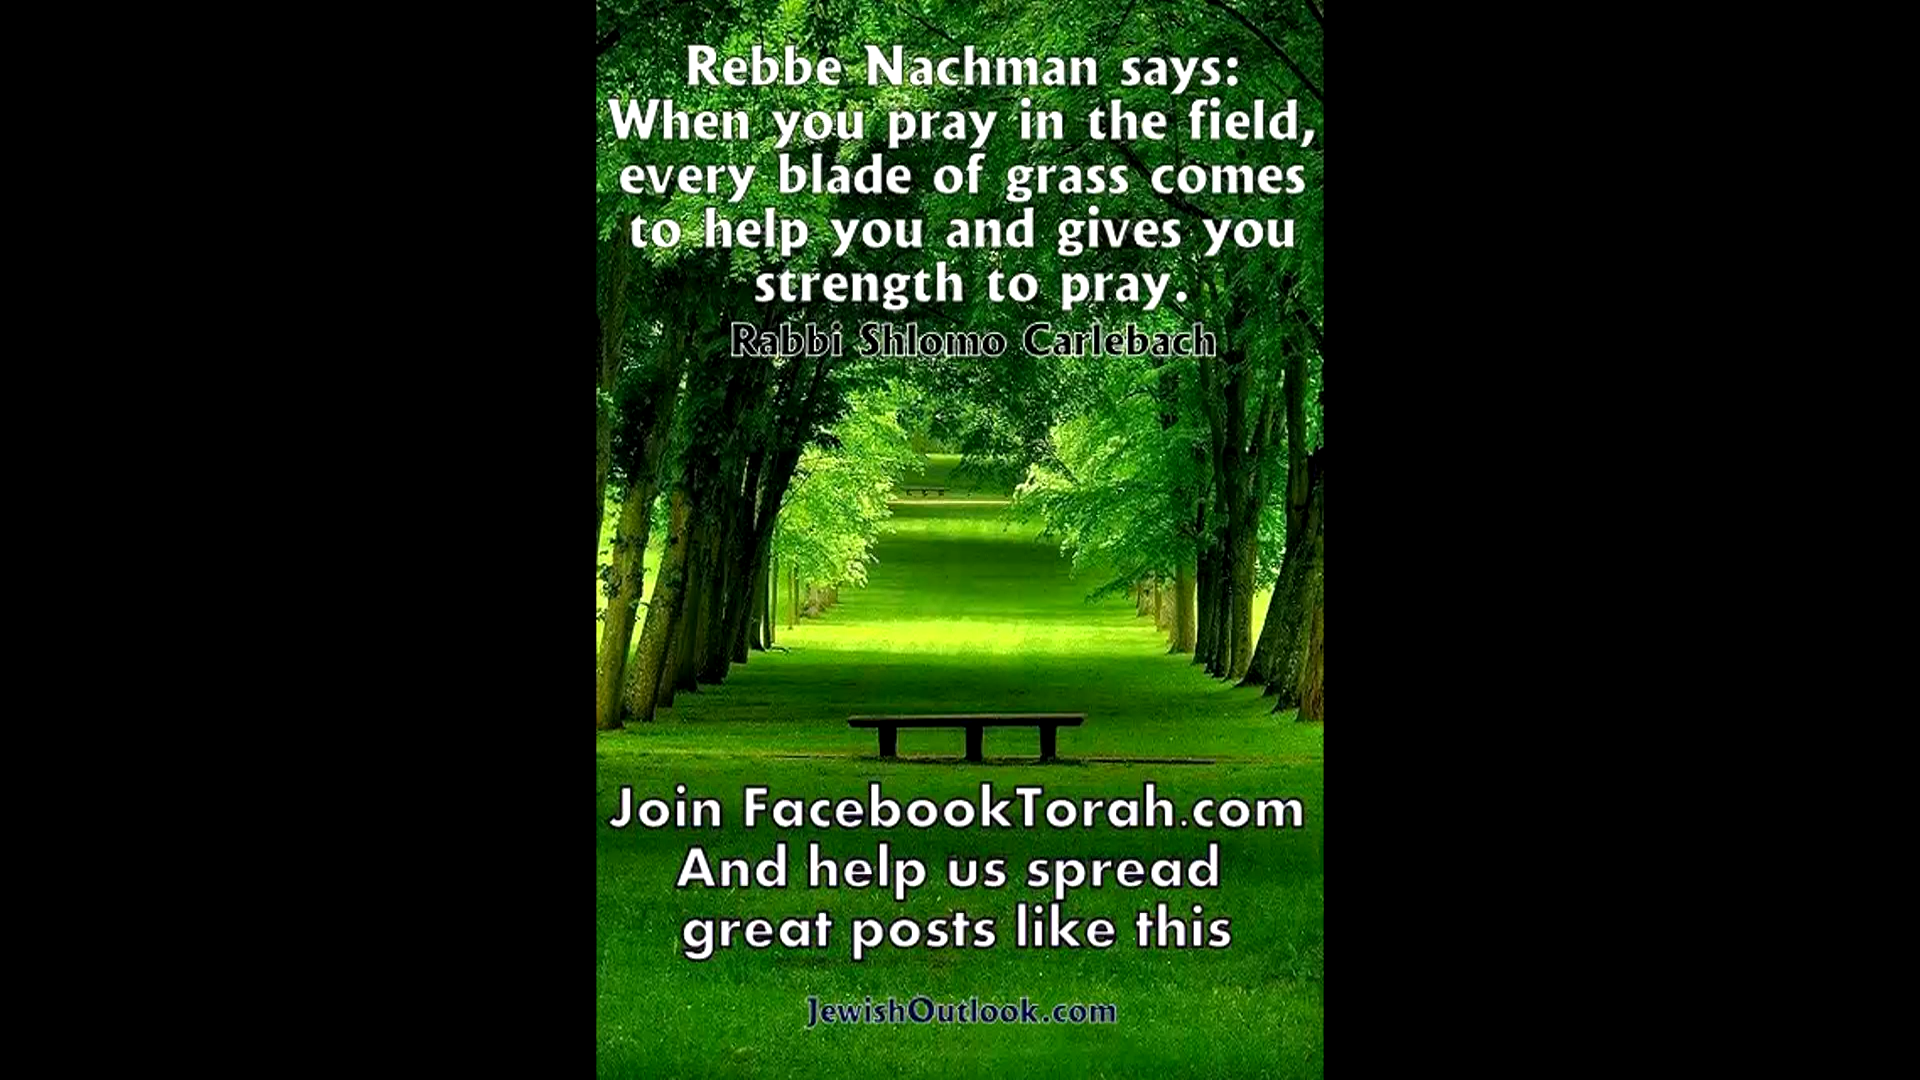 Rebbe Nachman says:
When you pray in the field,
every blade of grass comes
to help you and gives you
strength to pray.
Rabbi Shlomo Carlebach
Join FacebookTorah.com
And help us spread
great posts like this
JewishOutlook.com